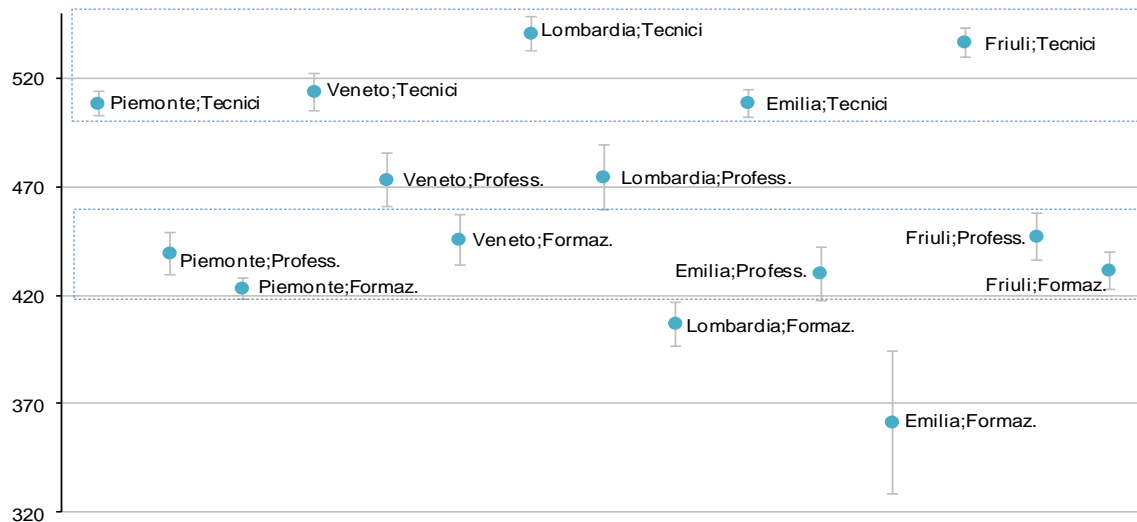 Lombardia;Tecnici
Friuli;Tecnici
520
Veneto;Tecnici
Piemonte;Tecnici
Emilia;Tecnici
470
Veneto;Profess.
Lombardia;Profess.
Veneto;Formaz.
Friuli;Profess.
Piemonte;Profess.
Emilia;Profess.
Piemonte;Formaz.
Friuli;Formaz.
420
Lombardia;Formaz.
370
Emilia;Formaz.
320